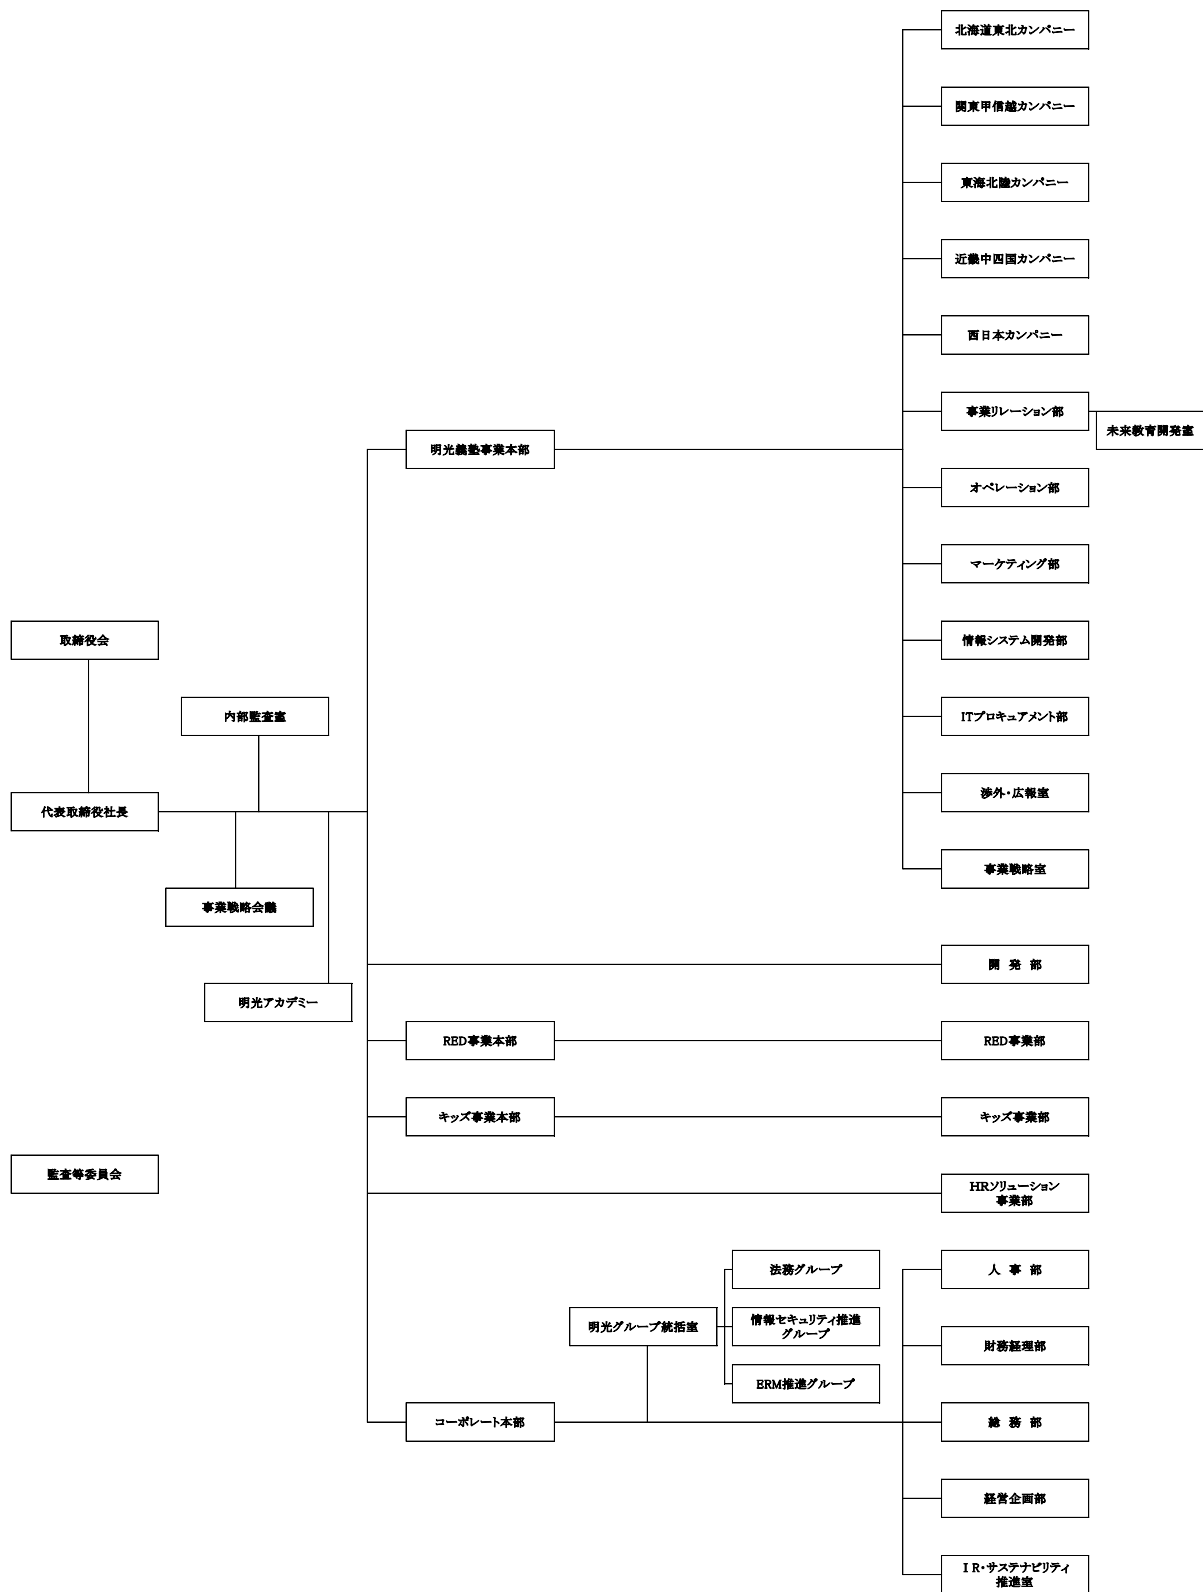 北海道東北カンパニー
関東甲信越カンパニー
東海北陸カンパニー
近畿中四国カンパニー
西日本カンパニー
事業リレーション部
未来教育開発室
明光義塾事業本部
オペレーション部
マーケティング部
取締役会
情報システム開発部
内部監査室
ITプロキュアメント部
代表取締役社長
渉外・広報室
事業戦略室
事業戦略会議
開 発 部
明光アカデミー
RED事業本部
RED事業部
キッズ事業本部
キッズ事業部
監査等委員会
HRソリューション
事業部
法務グループ
人 事 部
明光グループ統括室
情報セキュリティ推進
グループ
財務経理部
ERM推進グループ
コーポレート本部
総 務 部
経営企画部
IR・サステナビリティ
推進室